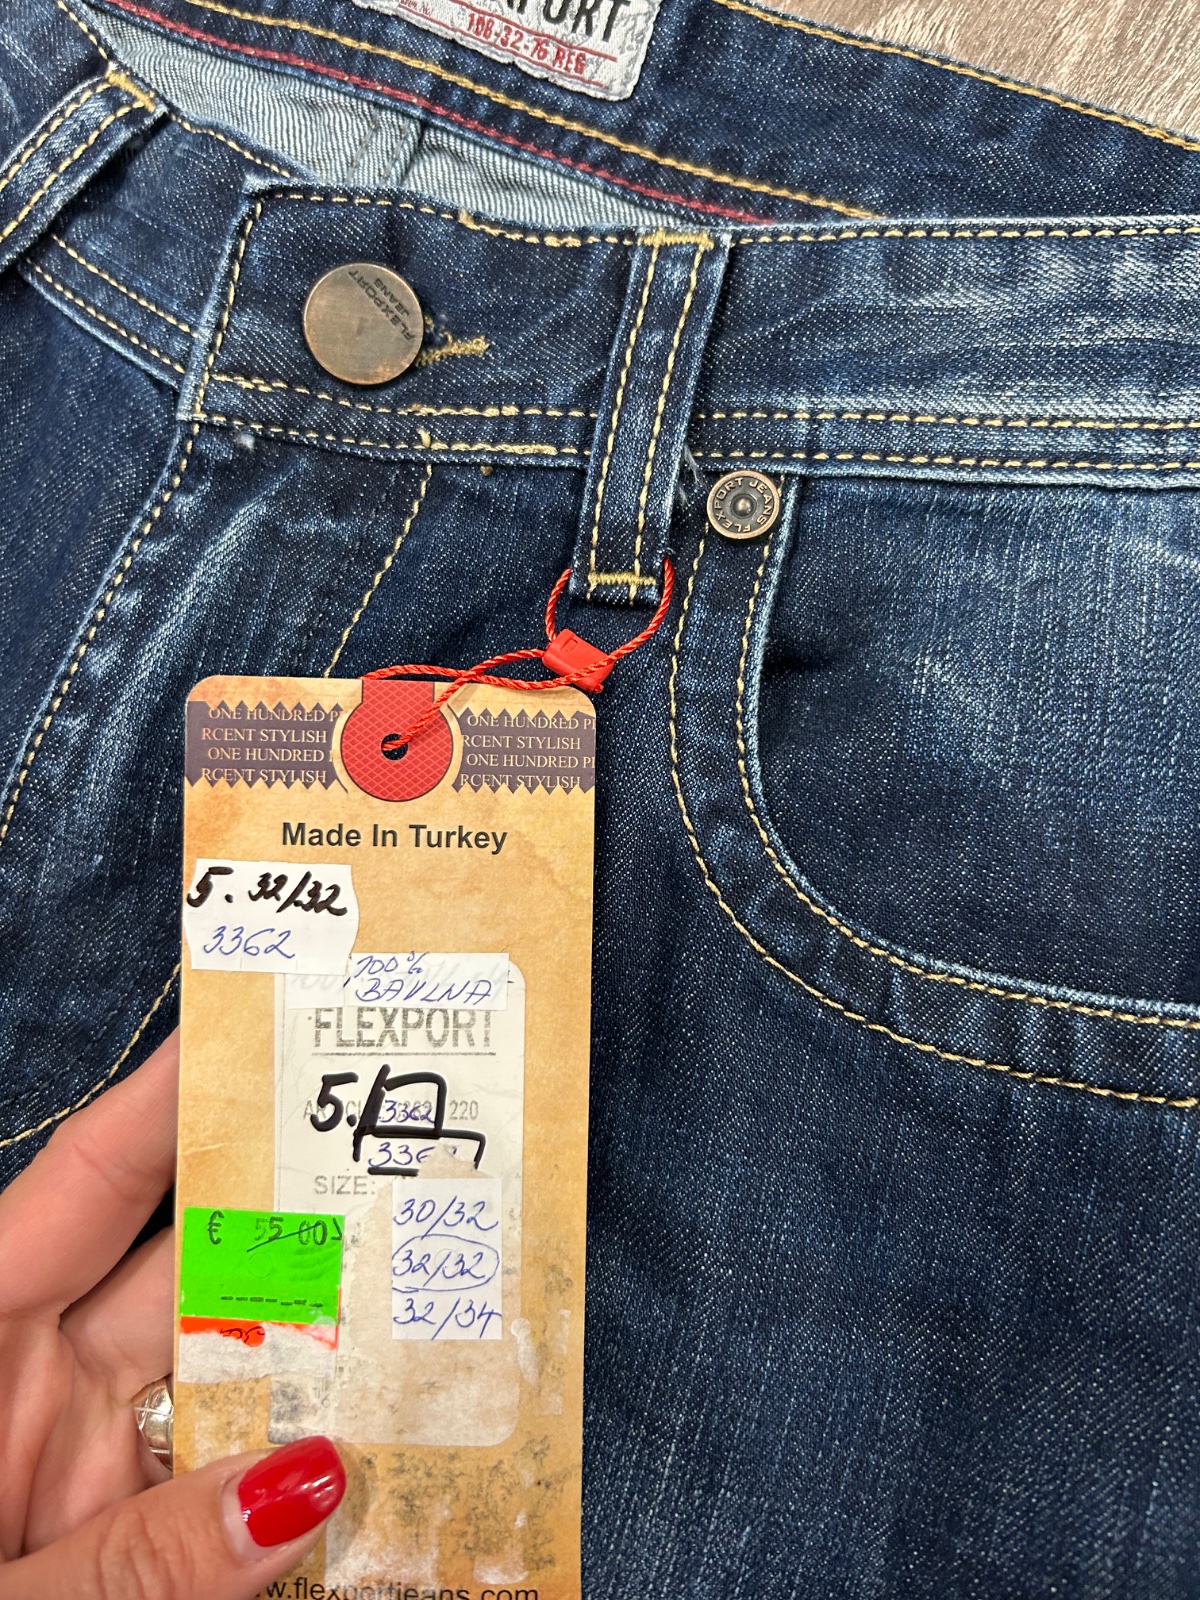 108-32-76 REG
FLEXPORT
JEANS
FLEXPORT JEANS
ONE HUNDRED P
RCENT STYLISH
ONE HUNDRED
RCENT STYLISH
ONE HUNDRED P
RCENT STYLISH
ONE HUNDRED P
RCENT STYLISH
Made In Turkey
5. 32/32
3362
100%
BAVLNA
FLEXPORT
5. 3362 220
SIZE:
30/32
32/32
32/34
€ 55.00
w.flexportjeans.com